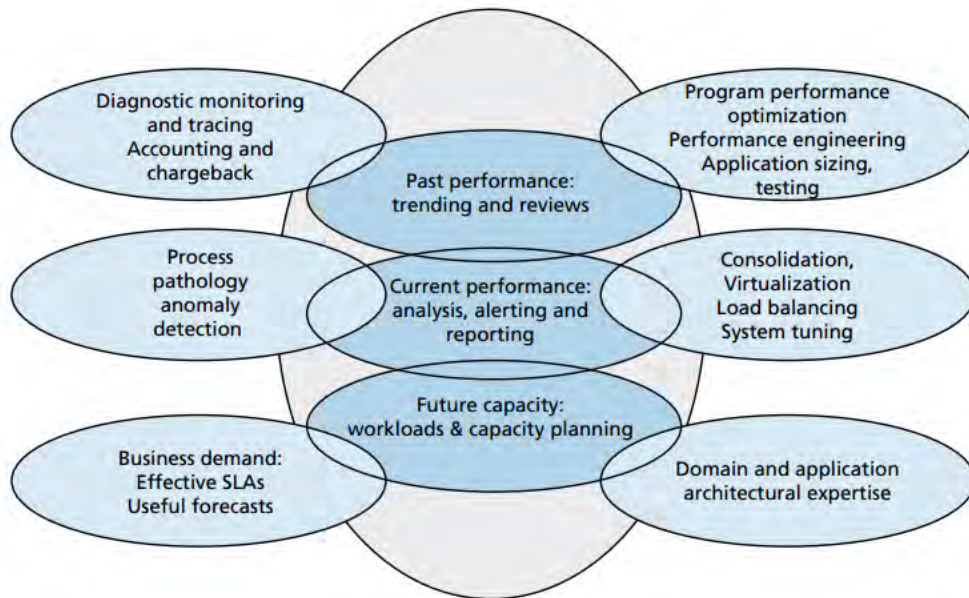 Diagnostic monitoring
and tracing
Accounting and
chargeback
Program performance
optimization
Performance engineering
Application sizing,
testing
Past performance:
trending and reviews
Process
pathology
anomaly
detection
Current performance:
analysis, alerting and
reporting
Consolidation,
Virtualization
Load balancing
System tuning
Future capacity:
workloads & capacity planning
Business demand:
Effective SLAs
Useful forecasts
Domain and application
architectural expertise